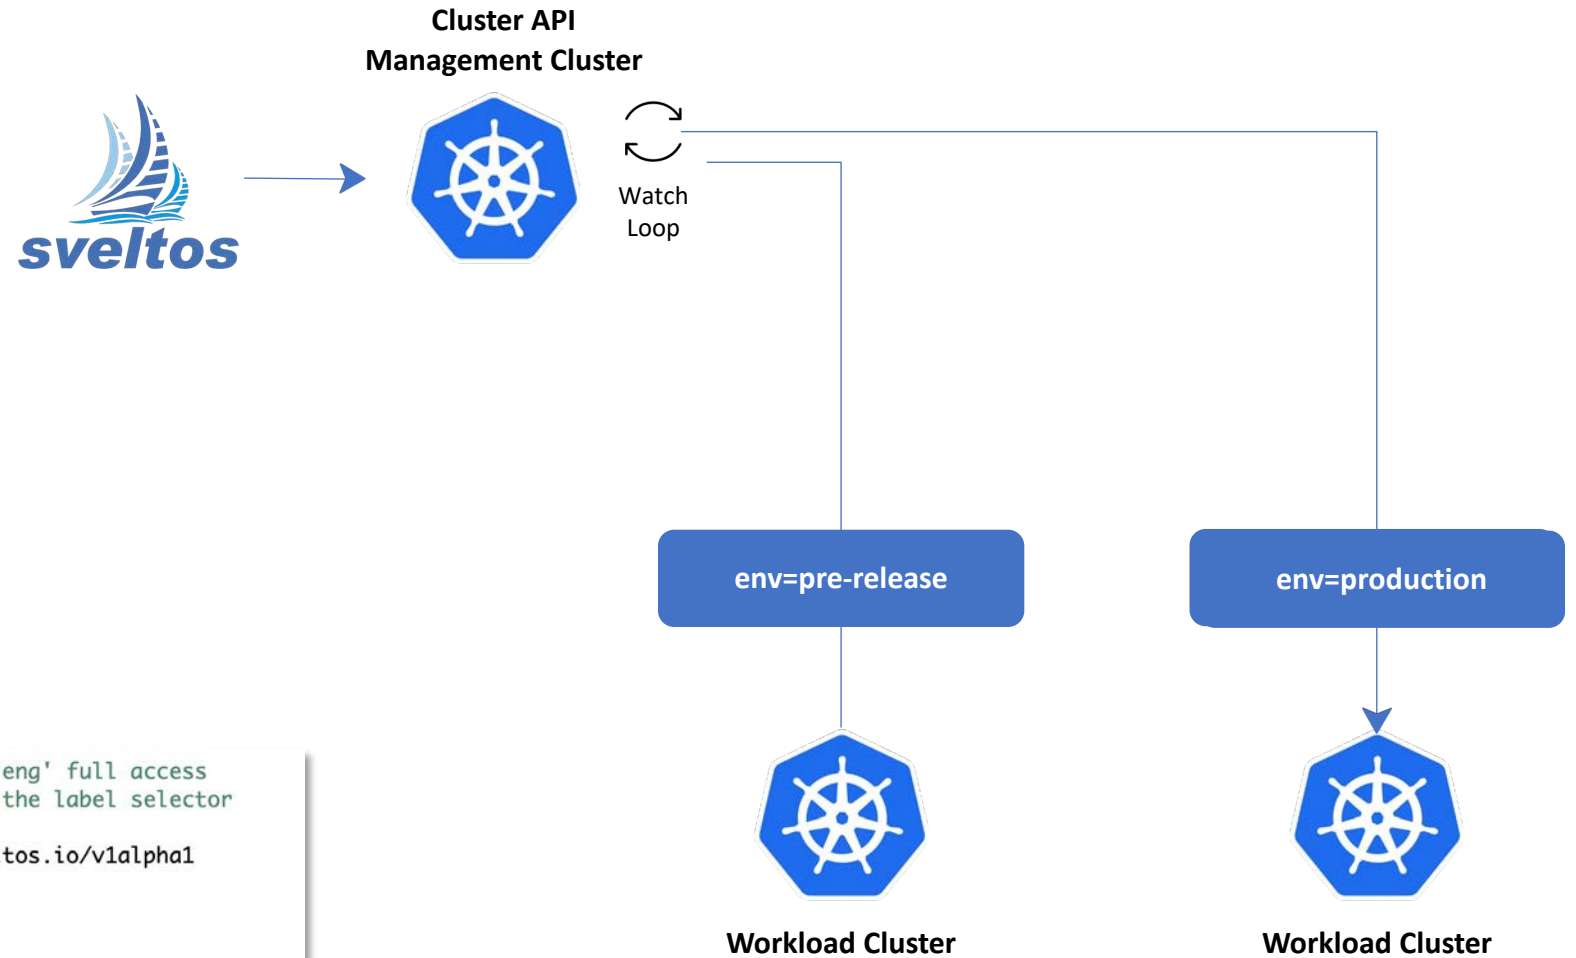 Cluster API
Management Cluster
sveltos
Watch
Loop
env=pre-release
env=production
eng' full access
the label selector
tos.io/v1alpha1
Workload Cluster
Workload Cluster